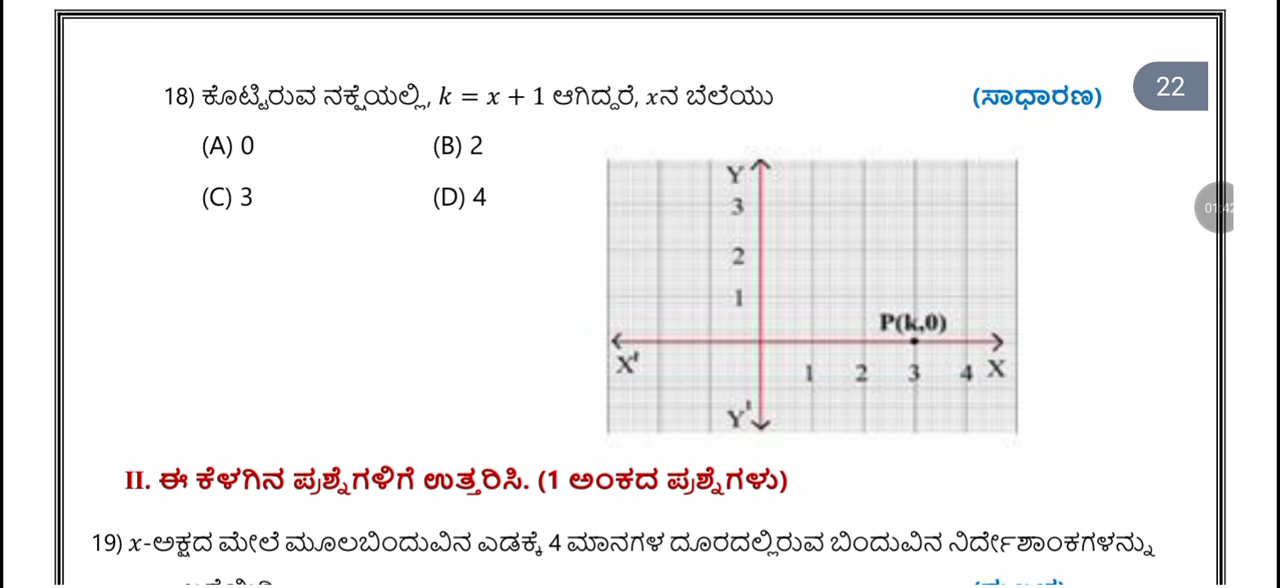 22
18) ಕೊಟ್ಟಿರುವ ನಕ್ಷೆಯಲ್ಲಿ, k = x + 1 ಆಗಿದ್ದರೆ, xನ ಬೆಲೆಯು (ಸಾಧಾರಣ)
(A) 0 (B) 2
(C) 3 (D) 4
Y
3
2
1
P(k,0)
X' 1 2 3 4 X
Y'
01:42
II. ಈ ಕೆಳಗಿನ ಪ್ರಶ್ನೆಗಳಿಗೆ ಉತ್ತರಿಸಿ. (1 ಅಂಕದ ಪ್ರಶ್ನೆಗಳು)
19) x-ಅಕ್ಷದ ಮೇಲೆ ಮೂಲಬಿಂದುವಿನ ಎಡಕ್ಕೆ 4 ಮಾನಗಳ ದೂರದಲ್ಲಿರುವ ಬಿಂದುವಿನ ನಿರ್ದೇಶಾಂಕಗಳನ್ನು